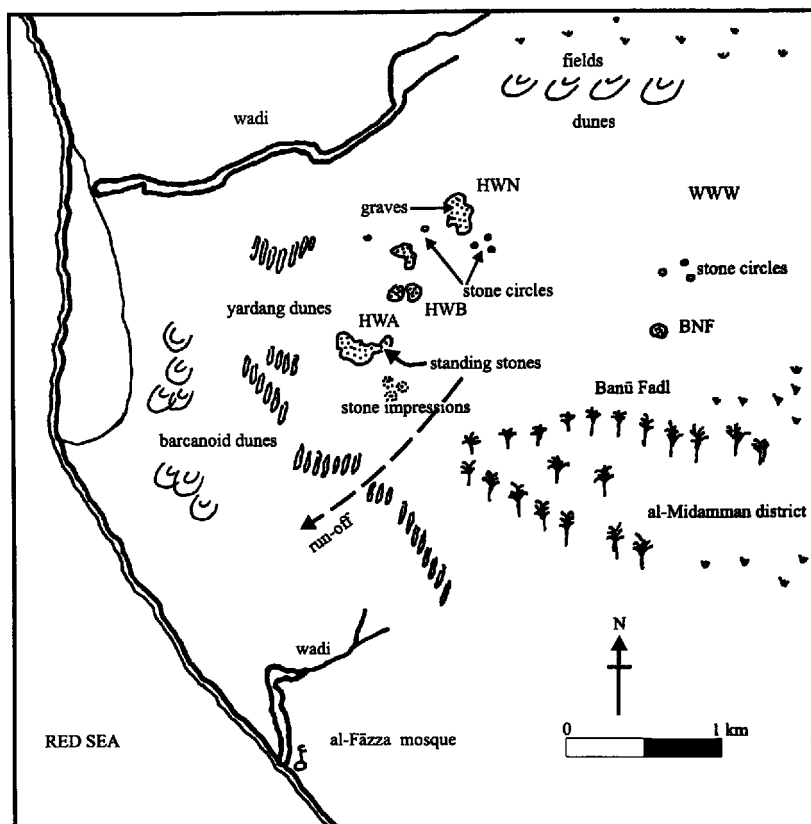 fields
dunes
wadi
HWN
graves
WWW
stone circles
stone circles
yardang dunes
HWB
HWA
BNF
standing stones
Banū Fadl
stone impressions
barcanoid dunes
al-Midamman district
run-off
N
wadi
0 1 km
RED SEA
al-Fāzza mosque